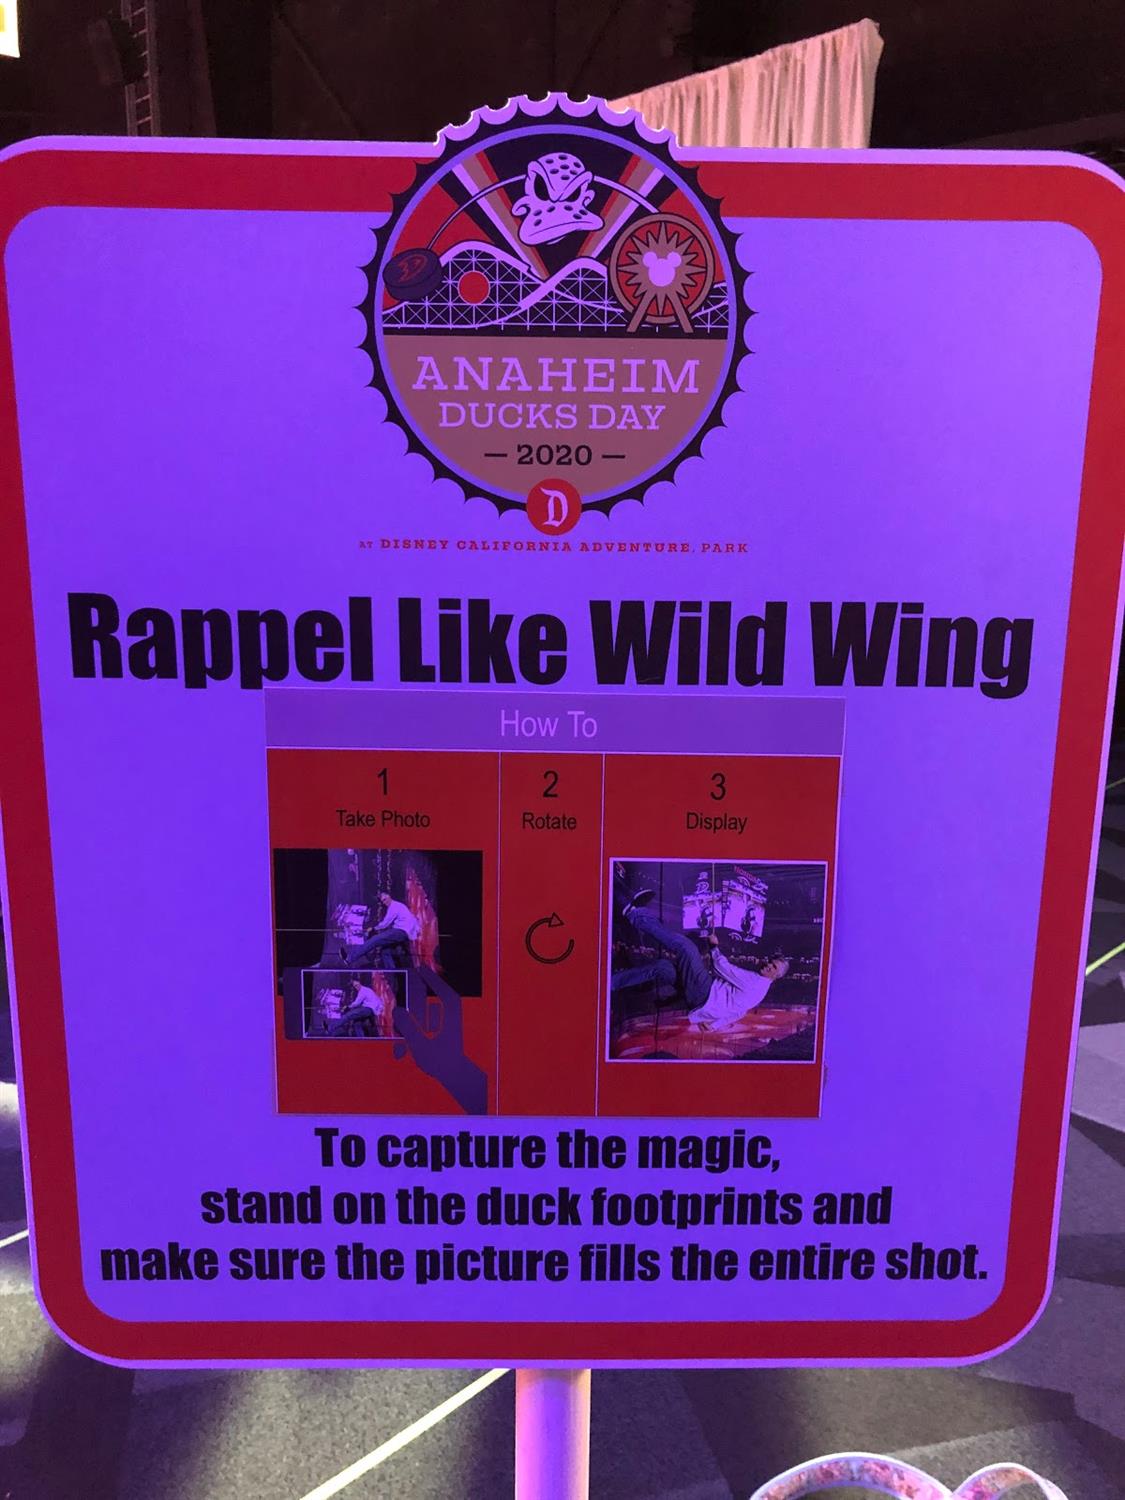 ANAHEIM
DUCKS DAY
— 2020 —
D
AT DISNEY CALIFORNIA ADVENTURE. PARK
Rappel Like Wild Wing
How To
1
Take Photo
2
Rotate
3
Display
To capture the magic,
stand on the duck footprints and
make sure the picture fills the entire shot.